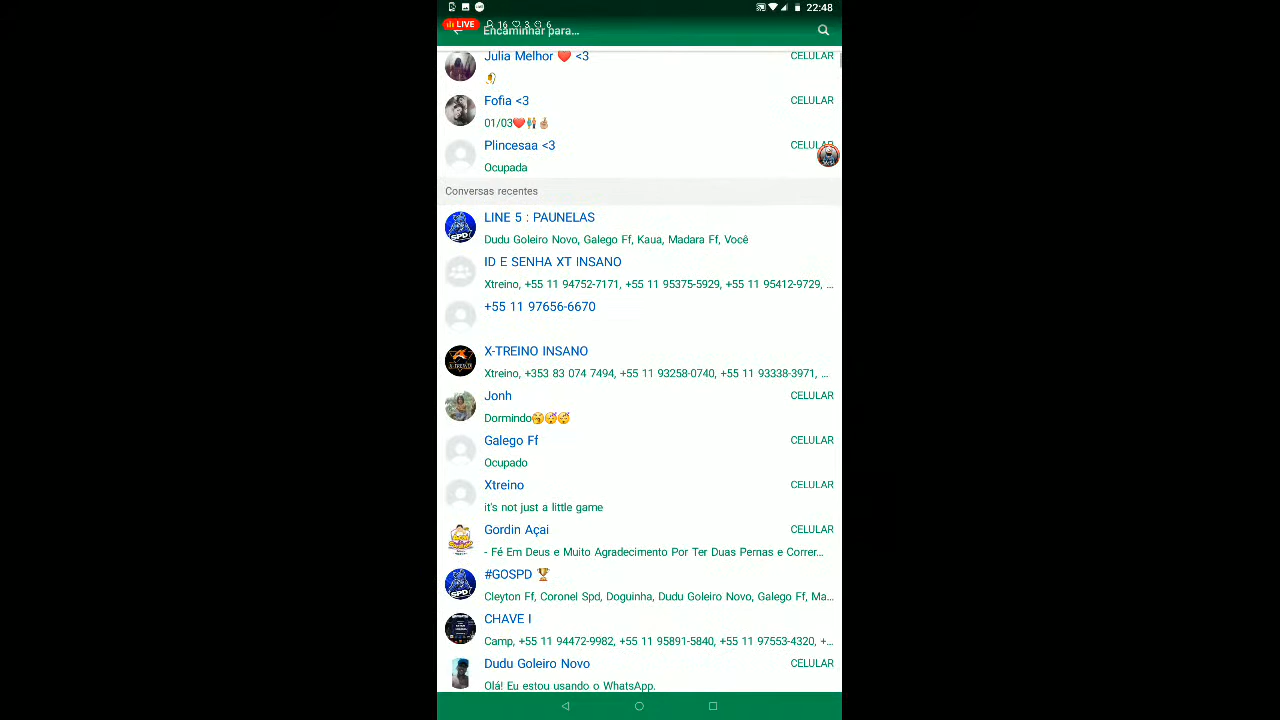 22:48
LIVE 16 3 6
Encaminhar para...
Julia Melhor ❤️ <3 CELULAR
Fofia <3 CELULAR
01/03❤️👫🤞🏼
Plincesaa <3 CELULAR
Ocupada
Conversas recentes
LINE 5 : PAUNELAS
Dudu Goleiro Novo, Galego Ff, Kaua, Madara Ff, Você
ID E SENHA XT INSANO
Xtreino, +55 11 94752-7171, +55 11 95375-5929, +55 11 95412-9729, ...
+55 11 97656-6670
X-TREINO INSANO
Xtreino, +353 83 074 7494, +55 11 93258-0740, +55 11 93338-3971, ...
Jonh CELULAR
Dormindo🥱😴😴
Galego Ff CELULAR
Ocupado
Xtreino CELULAR
it's not just a little game
Gordin Açai CELULAR
- Fé Em Deus e Muito Agradecimento Por Ter Duas Pernas e Correr...
#GOSPD 🏆
Cleyton Ff, Coronel Spd, Doguinha, Dudu Goleiro Novo, Galego Ff, Ma...
CHAVE I
Camp, +55 11 94472-9982, +55 11 95891-5840, +55 11 97553-4320, +...
Dudu Goleiro Novo CELULAR
Olá! Eu estou usando o WhatsApp.